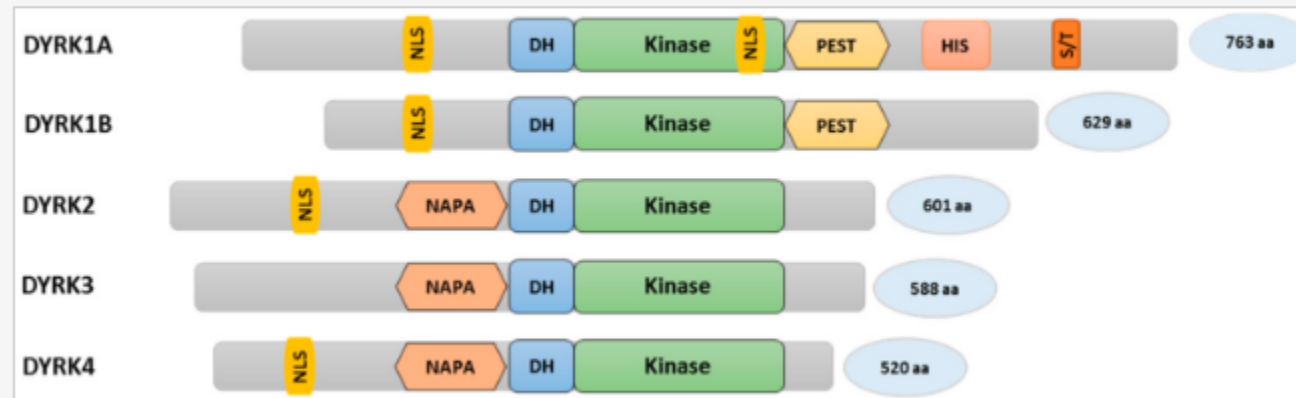 DYRK1A NLS DH Kinase NLS PEST HIS S/T 763 aa
DYRK1B NLS DH Kinase PEST 629 aa
DYRK2 NLS NAPA DH Kinase 601 aa
DYRK3 NAPA DH Kinase 588 aa
DYRK4 NLS NAPA DH Kinase 520 aa